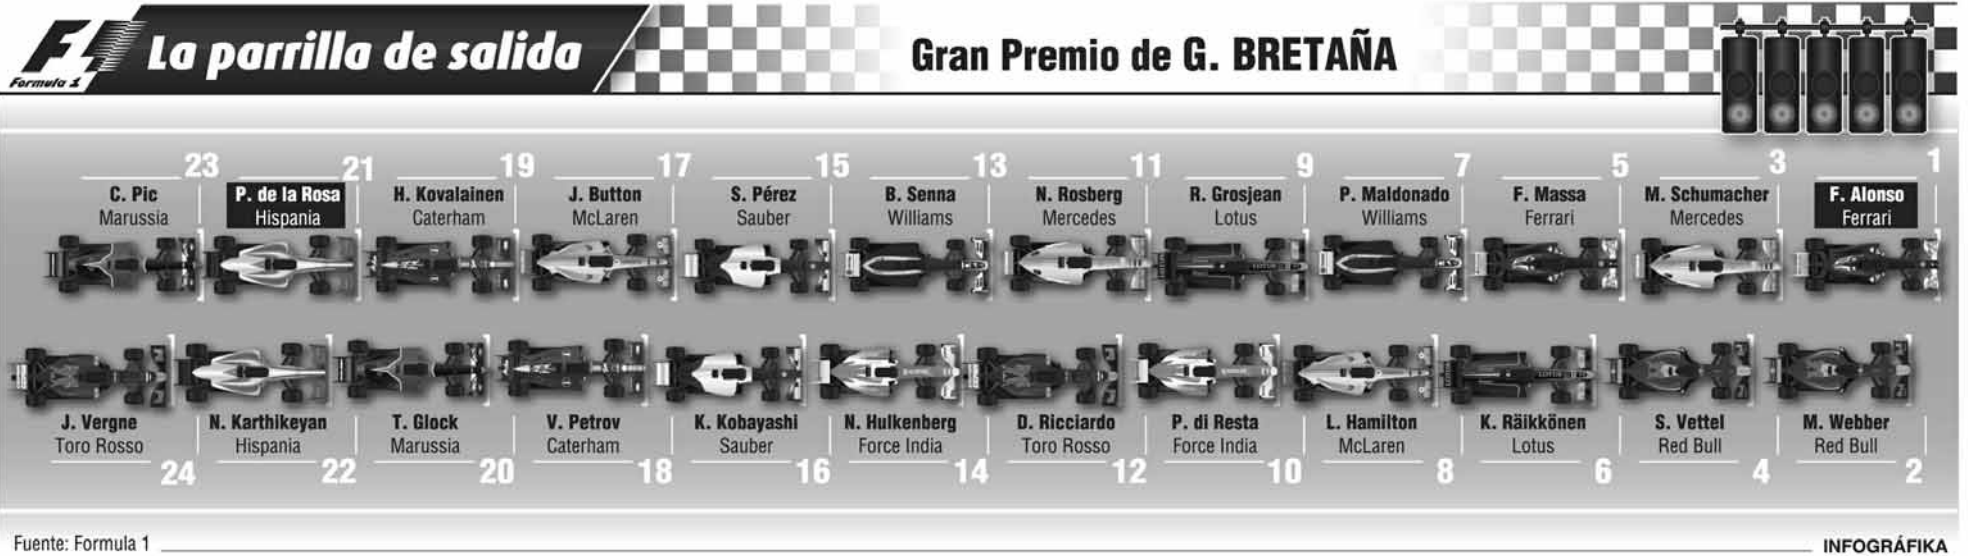 F1
Formula 1
La parrilla de salida
Gran Premio de G. BRETAÑA
23
C. Pic
Marussia
21
P. de la Rosa
Hispania
19
H. Kovalainen
Caterham
17
J. Button
McLaren
15
S. Pérez
Sauber
13
B. Senna
Williams
11
N. Rosberg
Mercedes
9
R. Grosjean
Lotus
7
P. Maldonado
Williams
5
F. Massa
Ferrari
3
M. Schumacher
Mercedes
1
F. Alonso
Ferrari
J. Vergne
Toro Rosso
24
N. Karthikeyan
Hispania
22
T. Glock
Marussia
20
V. Petrov
Caterham
18
K. Kobayashi
Sauber
16
N. Hulkenberg
Force India
14
D. Ricciardo
Toro Rosso
12
P. di Resta
Force India
10
L. Hamilton
McLaren
8
K. Räikkönen
Lotus
6
S. Vettel
Red Bull
4
M. Webber
Red Bull
2
Fuente: Formula 1
INFOGRÁFIKA